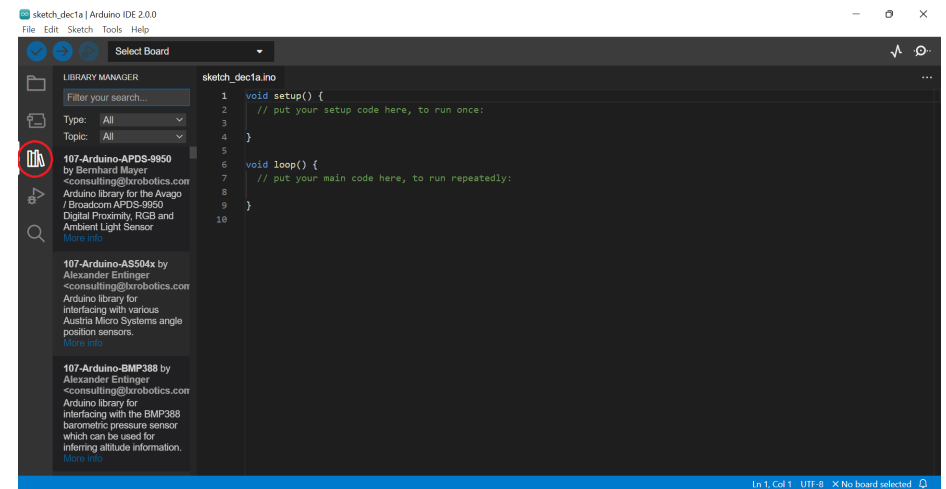 sketch_dec1a | Arduino IDE 2.0.0
File Edit Sketch Tools Help
Select Board
LIBRARY MANAGER
Filter your search...
Type: All
Topic: All
107-Arduino-APDS-9950
by Bernhard Mayer
<consulting@lxrobotics.com
Arduino library for the Avago
/ Broadcom APDS-9950
Digital Proximity, RGB and
Ambient Light Sensor
More info
107-Arduino-AS504x by
Alexander Entinger
<consulting@lxrobotics.com
Arduino library for
interfacing with various
Austria Micro Systems angle
position sensors.
More info
107-Arduino-BMP388 by
Alexander Entinger
<consulting@lxrobotics.com
Arduino library for
interfacing with the BMP388
barometric pressure sensor
which can be used for
inferring altitude information.
More info
sketch_dec1a.ino
1 void setup() {
2 // put your setup code here, to run once:
3
4 }
5
6 void loop() {
7 // put your main code here, to run repeatedly:
8
9 }
10
Ln 1, Col 1 UTF-8 × No board selected